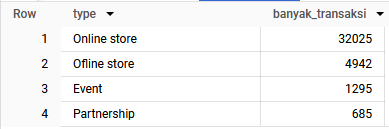 Row type banyak_transaksi
1 Online store 32025
2 Ofline store 4942
3 Event 1295
4 Partnership 685